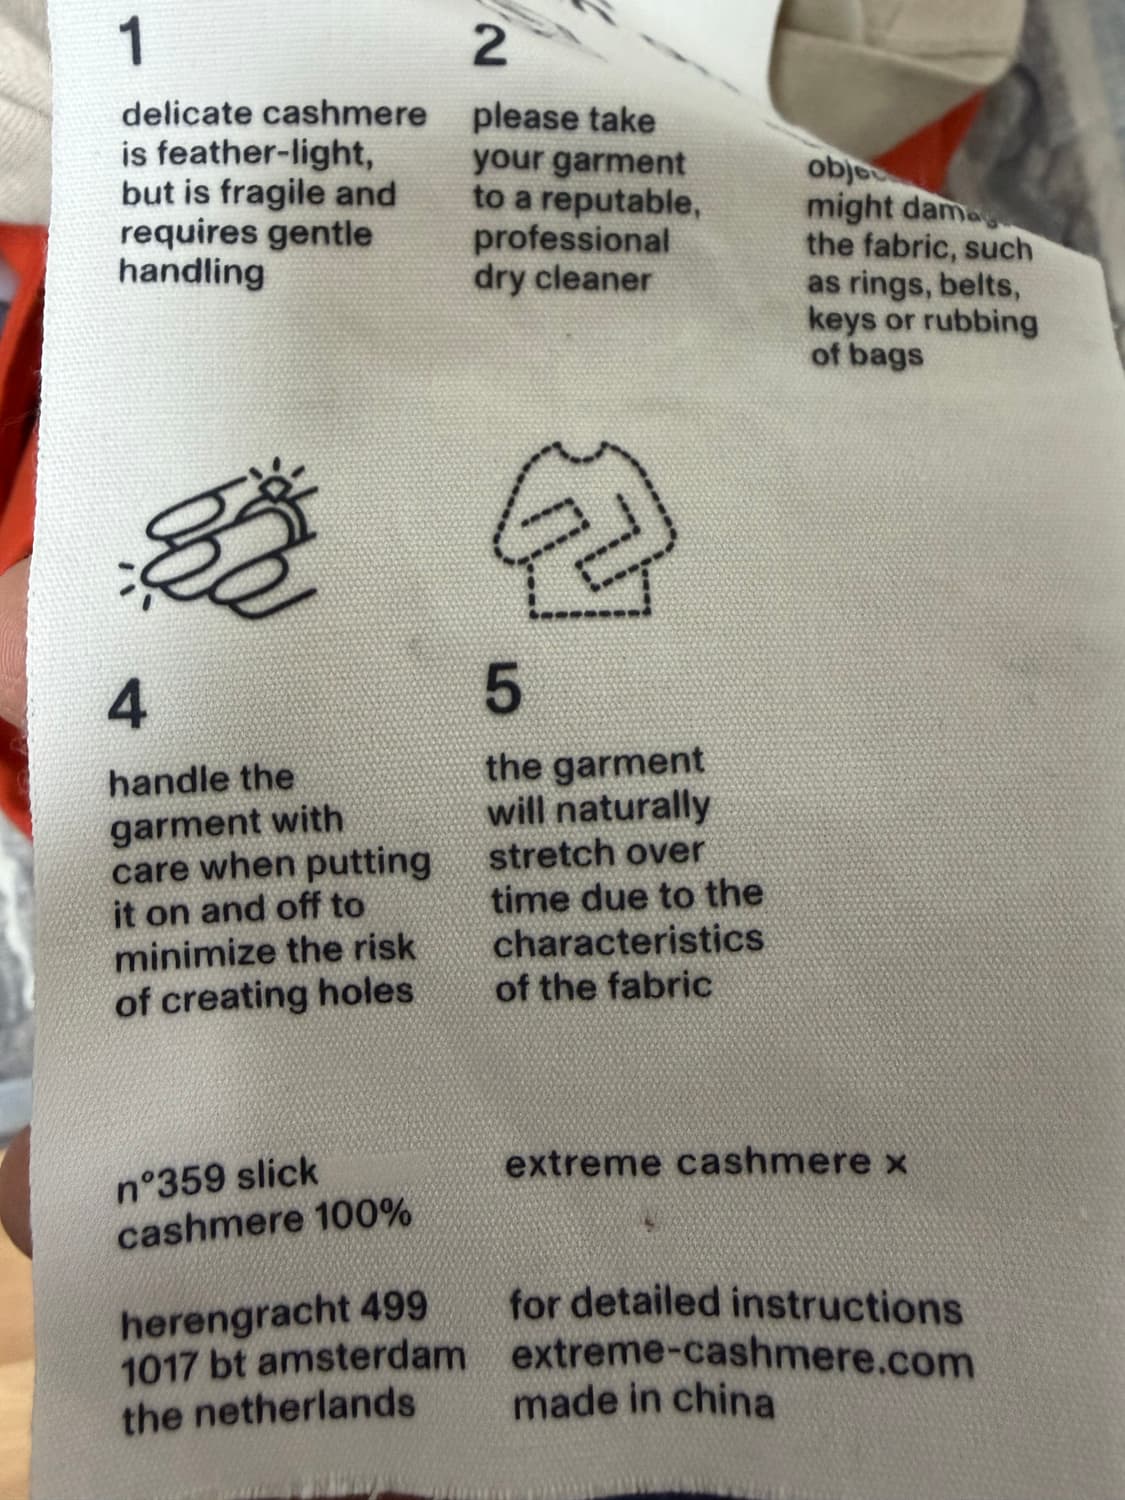 1
delicate cashmere
is feather-light,
but is fragile and
requires gentle
handling
2
please take
your garment
to a reputable,
professional
dry cleaner
might
the fabric, such
as rings, belts,
keys or rubbing
of bags
4
handle the
garment with
care when putting
it on and off to
minimize the risk
of creating holes
5
the garment
will naturally
stretch over
time due to the
characteristics
of the fabric
n°359 slick
cashmere 100%
extreme cashmere x
herengracht 499
1017 bt amsterdam
the netherlands
for detailed instructions
extreme-cashmere.com
made in china